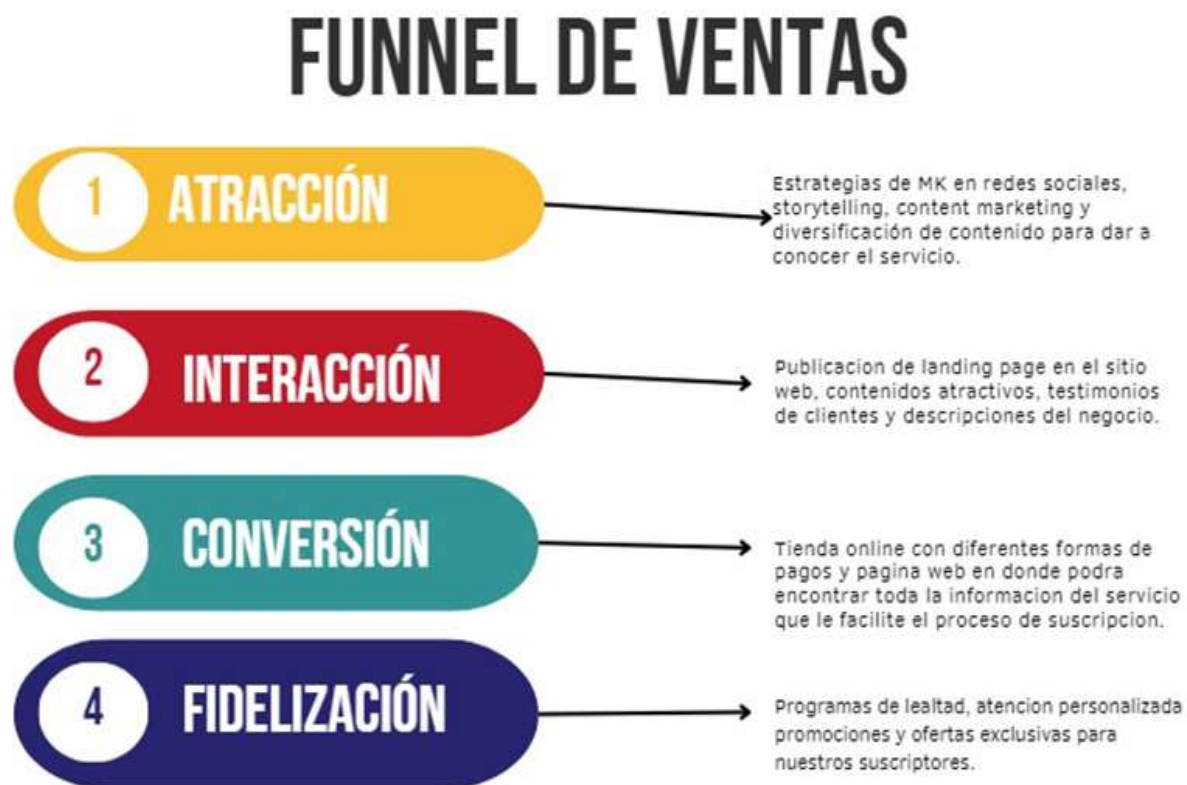 FUNNEL DE VENTAS
1 ATRACCIÓN
Estrategias de MK en redes sociales,
storytelling, content marketing y
diversificación de contenido para dar a
conocer el servicio.
2 INTERACCIÓN
Publicacion de landing page en el sitio
web, contenidos atractivos, testimonios
de clientes y descripciones del negocio.
3 CONVERSIÓN
Tienda online con diferentes formas de
pagos y pagina web en donde podra
encontrar toda la informacion del servicio
que le facilite el proceso de suscripcion.
4 FIDELIZACIÓN
Programas de lealtad, atencion personalizada
promociones y ofertas exclusivas para
nuestros suscriptores.